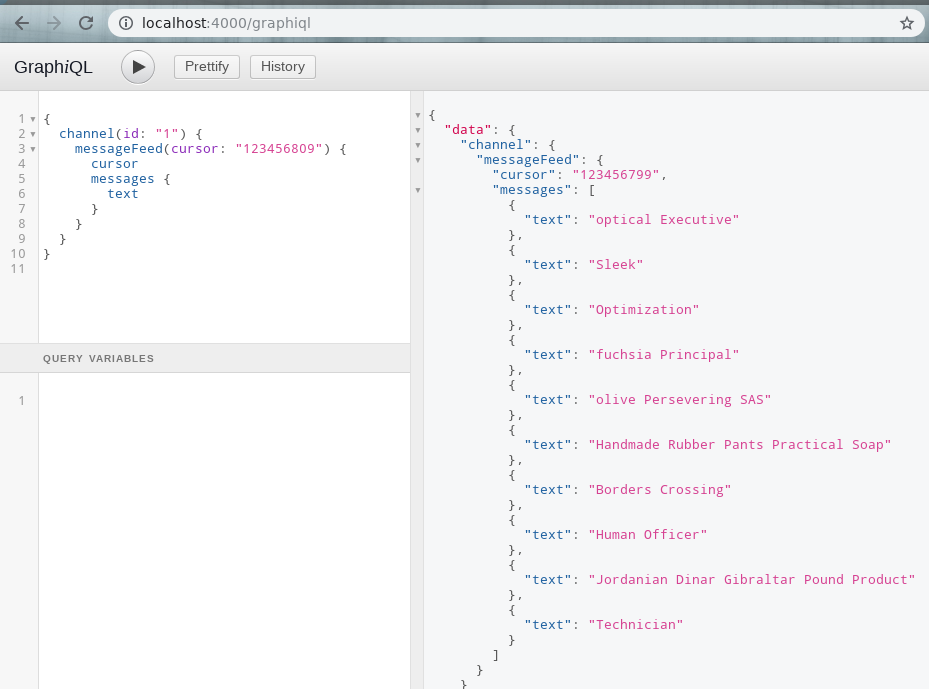 localhost:4000/graphiql
GraphiQL Prettify History
1 {
2 channel(id: "1") {
3 messageFeed(cursor: "123456809") {
4 cursor
5 messages {
6 text
7 }
8 }
9 }
10 }
11
QUERY VARIABLES
1
{
"data": {
"channel": {
"messageFeed": {
"cursor": "123456799",
"messages": [
{
"text": "optical Executive"
},
{
"text": "Sleek"
},
{
"text": "Optimization"
},
{
"text": "fuchsia Principal"
},
{
"text": "olive Persevering SAS"
},
{
"text": "Handmade Rubber Pants Practical Soap"
},
{
"text": "Borders Crossing"
},
{
"text": "Human Officer"
},
{
"text": "Jordanian Dinar Gibraltar Pound Product"
},
{
"text": "Technician"
}
]
}
}